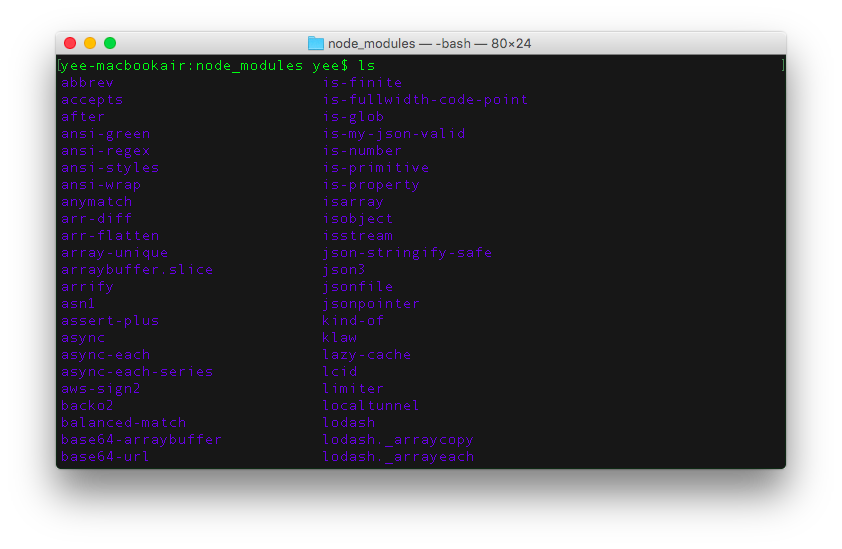 node_modules — -bash — 80×24
[yee-macbookair:node_modules yee$ ls ]
abbrev is-finite
accepts is-fullwidth-code-point
after is-glob
ansi-green is-my-json-valid
ansi-regex is-number
ansi-styles is-primitive
ansi-wrap is-property
anymatch isarray
arr-diff isobject
arr-flatten isstream
array-unique json-stringify-safe
arraybuffer.slice json3
arrify jsonfile
asn1 jsonpointer
assert-plus kind-of
async klaw
async-each lazy-cache
async-each-series lcid
aws-sign2 limiter
backo2 localtunnel
balanced-match lodash
base64-arraybuffer lodash._arraycopy
base64-url lodash._arrayeach